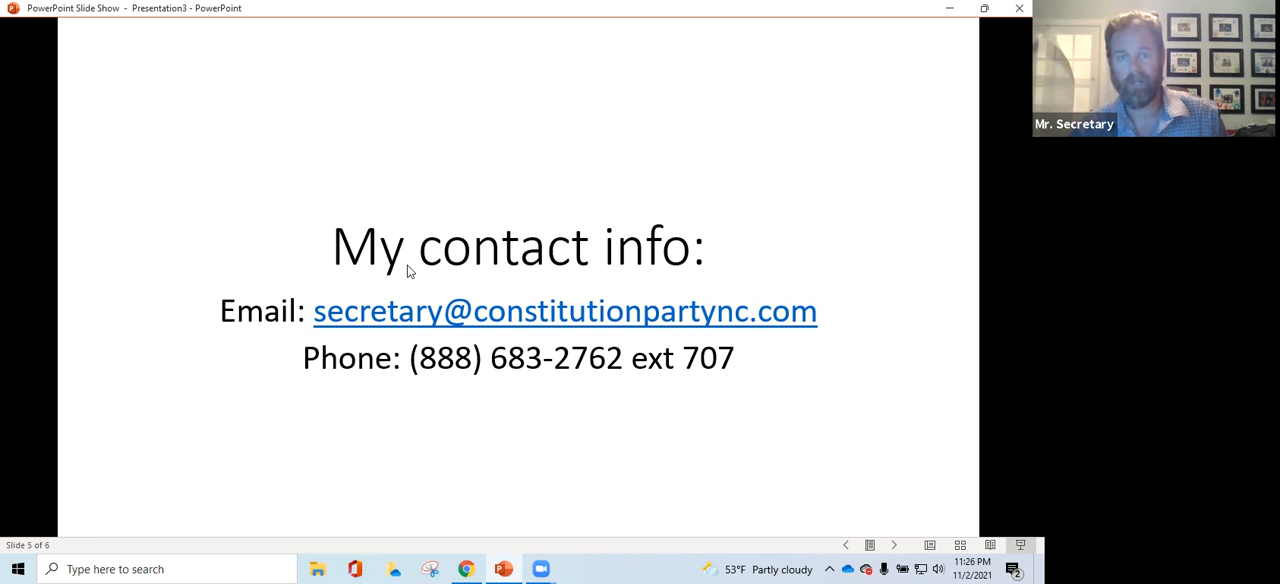 PowerPoint Slide Show - Presentation3 - PowerPoint
Mr. Secretary
My contact info:
Email: secretary@constitutionpartync.com
Phone: (888) 683-2762 ext 707
Slide 5 of 6
Type here to search
53°F Partly cloudy
11:26 PM
11/2/2021
2